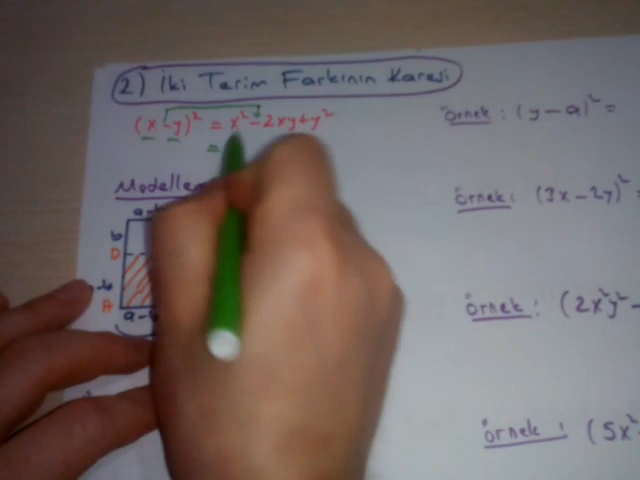 2) İki Terim Farkının Karesi
(x - y)² = x² - 2xy + y²
=
Modelle
a-b
b
D
-b
A
a-b
Örnek : (y - a)² =
Örnek : (3x - 2y)² =
Örnek : (2x²y² -
Örnek : (5x² -